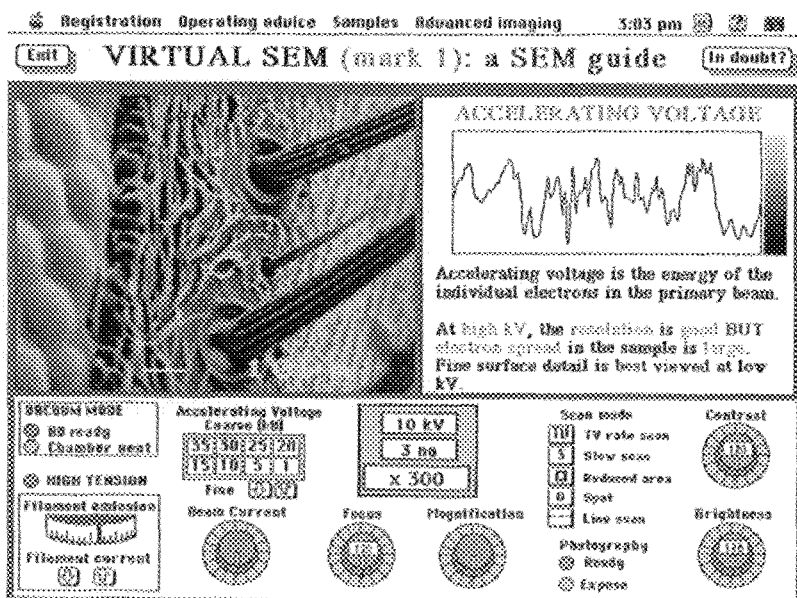 Registration Operating advice Samples Advanced imaging 3:03 pm
Exit VIRTUAL SEM (mark 1): a SEM guide In doubt?
ACCELERATING VOLTAGE
Accelerating voltage is the energy of the
individual electrons in the primary beam.
At high kV, the resolution is good BUT
electron spread in the sample is large.
Fine surface detail is best viewed at low
kV.
VACUUM MODE
HV ready
Chamber vent
HIGH TENSION
Filament emission
Filament current
Accelerating Voltage
Coarse (kV)
35 30 25 20
15 10 5 1
Fine
Beam Current
10 kV
3 na
x 300
Focus
Magnification
Scan mode
TV TV rate scan
S Slow scan
Reduced area
Spot
Line scan
Photography
Ready
Expose
Contrast
Brightness